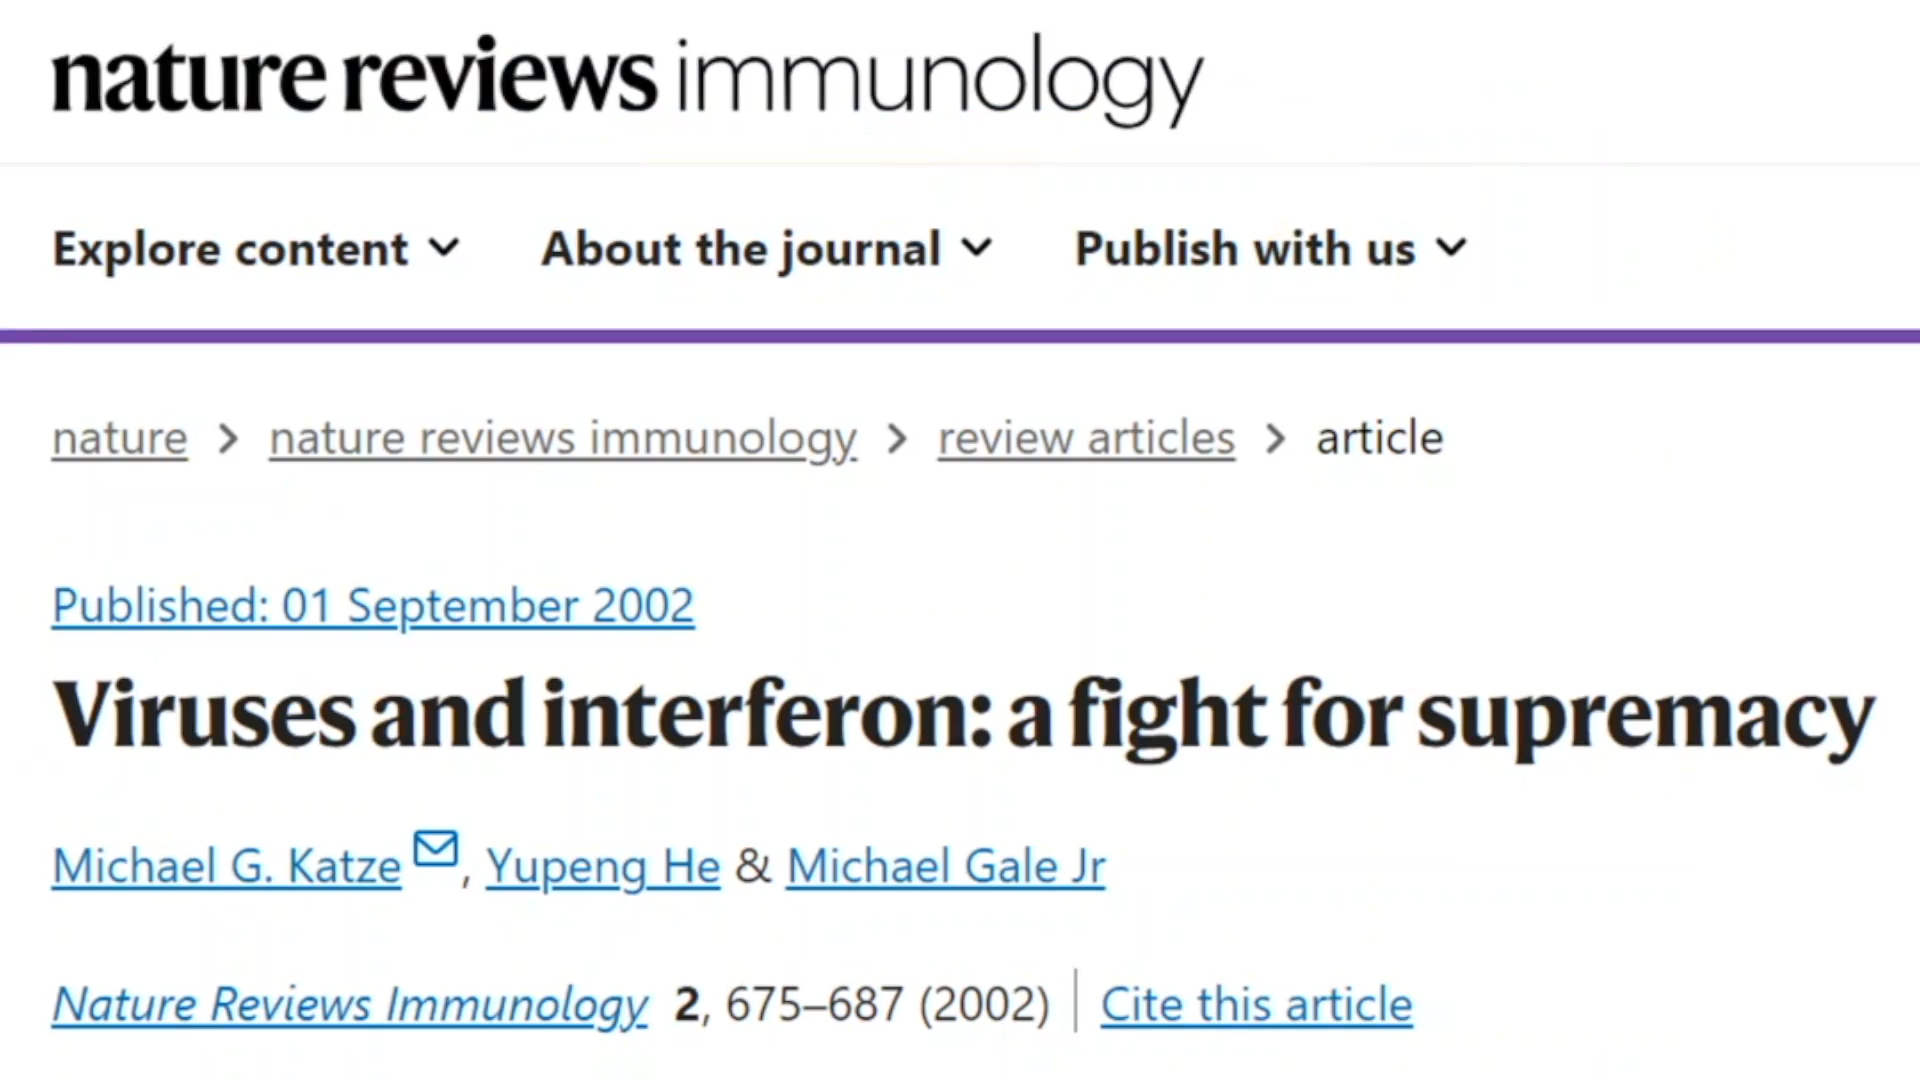 nature reviews immunology
Explore content About the journal Publish with us
nature > nature reviews immunology > review articles > article
Published: 01 September 2002
Viruses and interferon: a fight for supremacy
Michael G. Katze, Yupeng He & Michael Gale Jr
Nature Reviews Immunology 2, 675–687 (2002) | Cite this article